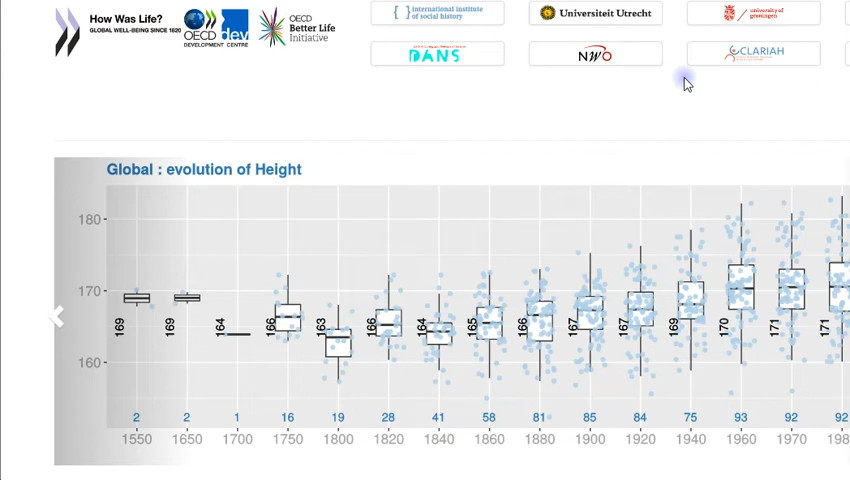 How Was Life?
GLOBAL WELL-BEING SINCE 1820
OECD
DEVELOPMENT CENTRE
dev
OECD
Better Life
Initiative
international institute
of social history
Universiteit Utrecht
university of
groningen
DANS
NWO
CLARIAH
Global : evolution of Height
180
170
160
169 169 164 166 163 166 164 165 166 167 167 169 170 171 171
2 2 1 16 19 28 41 58 81 85 84 75 93 92 92
1550 1650 1700 1750 1800 1820 1840 1860 1880 1900 1920 1940 1960 1970 198